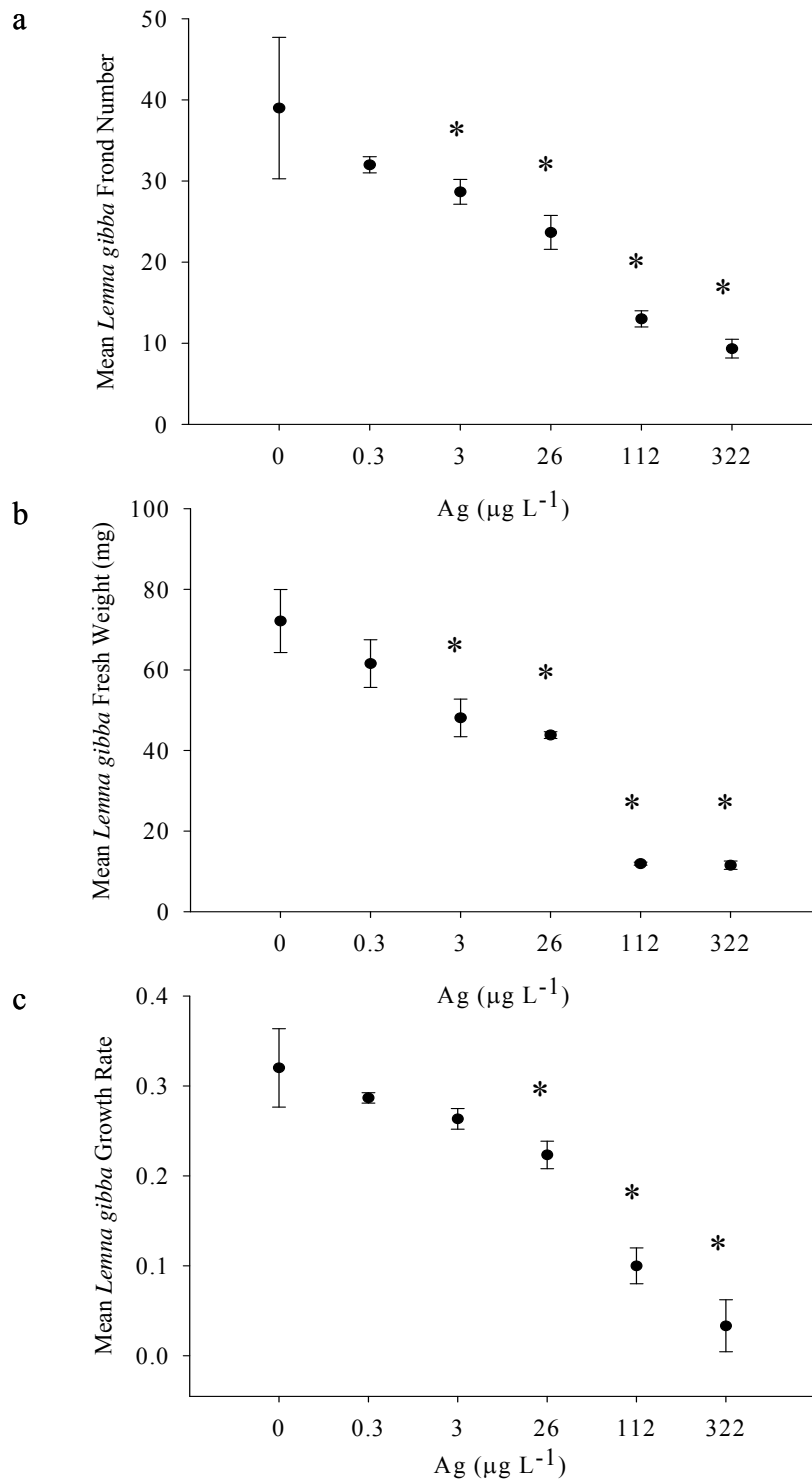 a
Mean Lemna gibba Frond Number
50
40
30
20
10
0
*
*
*
*
0 0.3 3 26 112 322
Ag (µg L-1)
b
Mean Lemna gibba Fresh Weight (mg)
100
80
60
40
20
0
*
*
*
*
0 0.3 3 26 112 322
Ag (µg L-1)
c
Mean Lemna gibba Growth Rate
0.4
0.3
0.2
0.1
0.0
*
*
*
0 0.3 3 26 112 322
Ag (µg L-1)